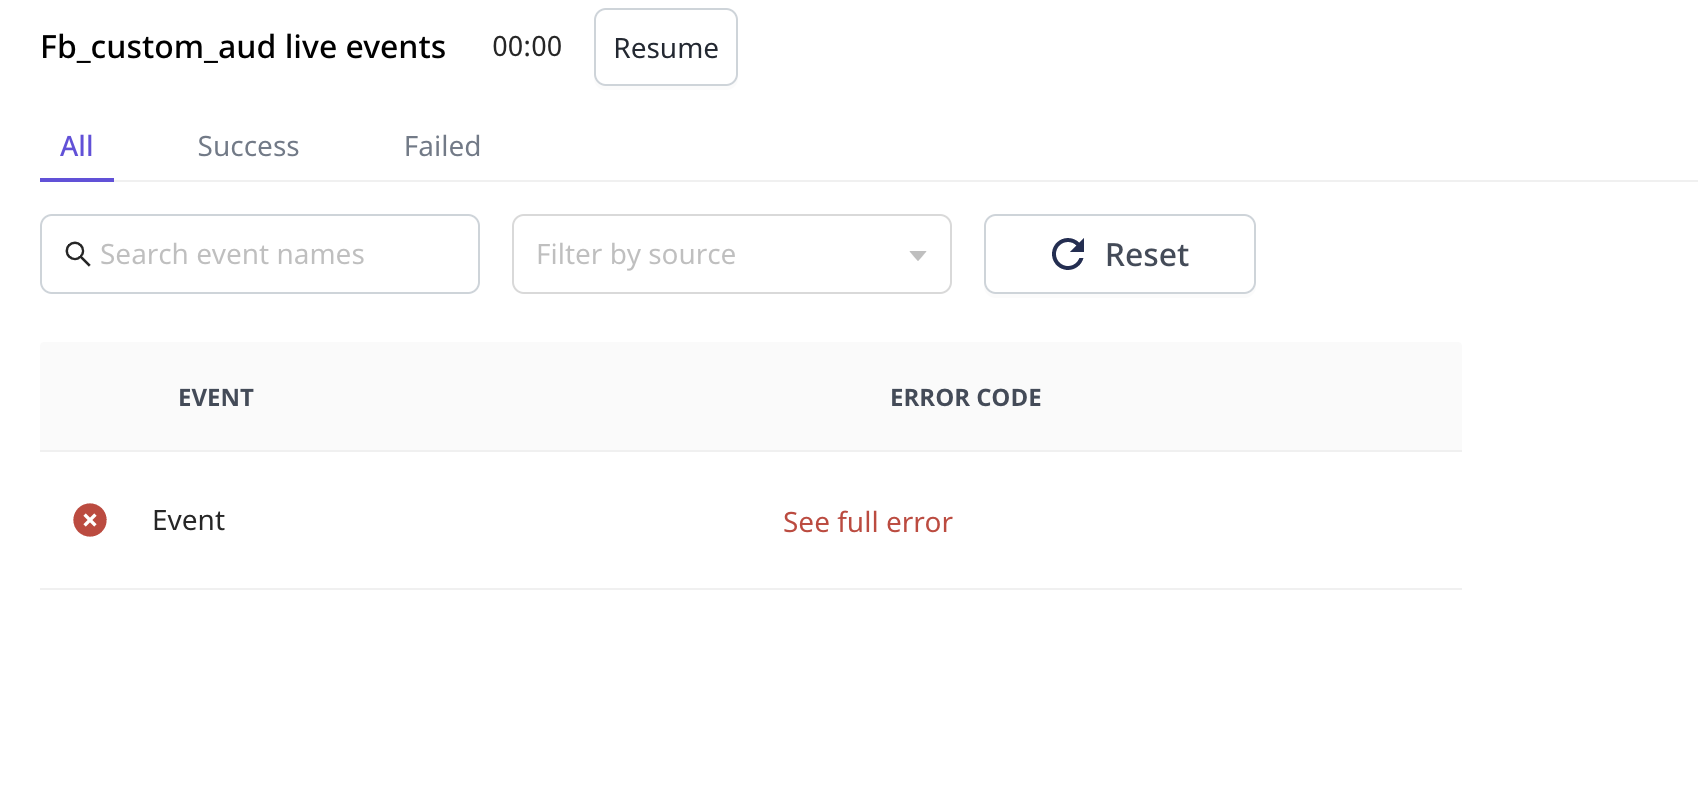 Fb_custom_aud live events 00:00 Resume
All Success Failed
Search event names Filter by source Reset
EVENT ERROR CODE
Event See full error